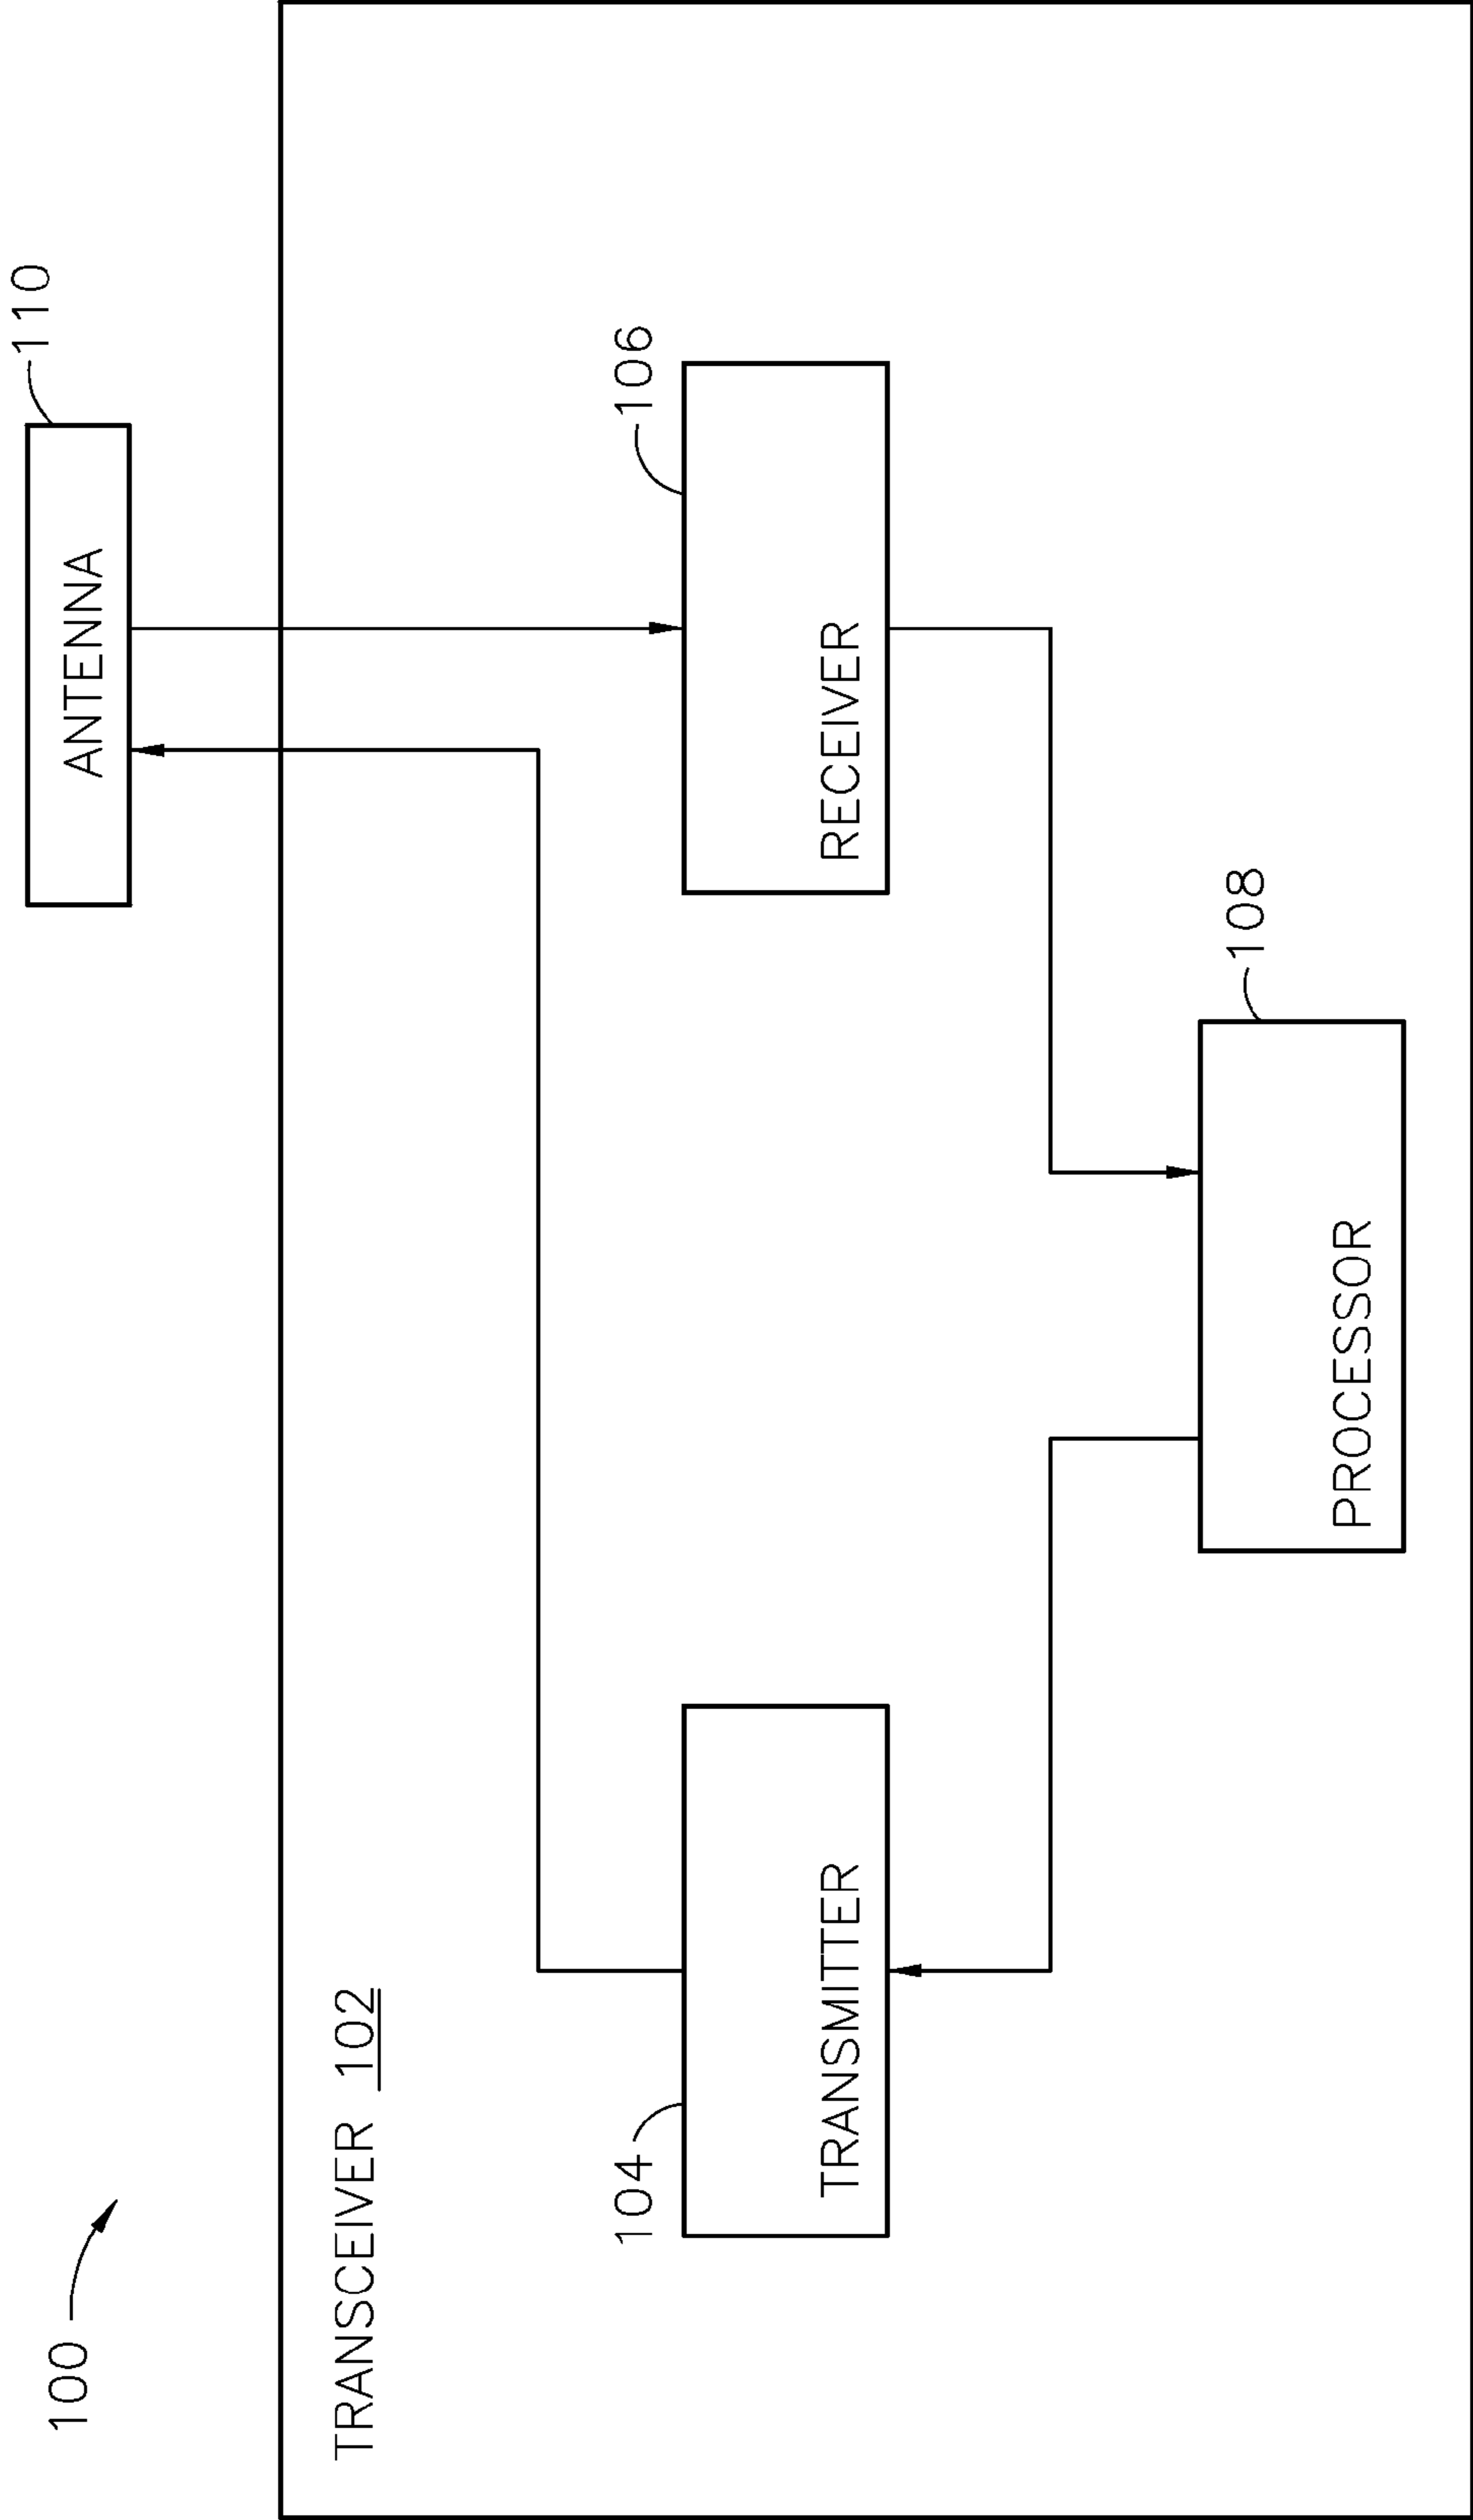 100
110
ANTENNA
TRANSCEIVER 102
104
106
TRANSMITTER
RECEIVER
108
PROCESSOR